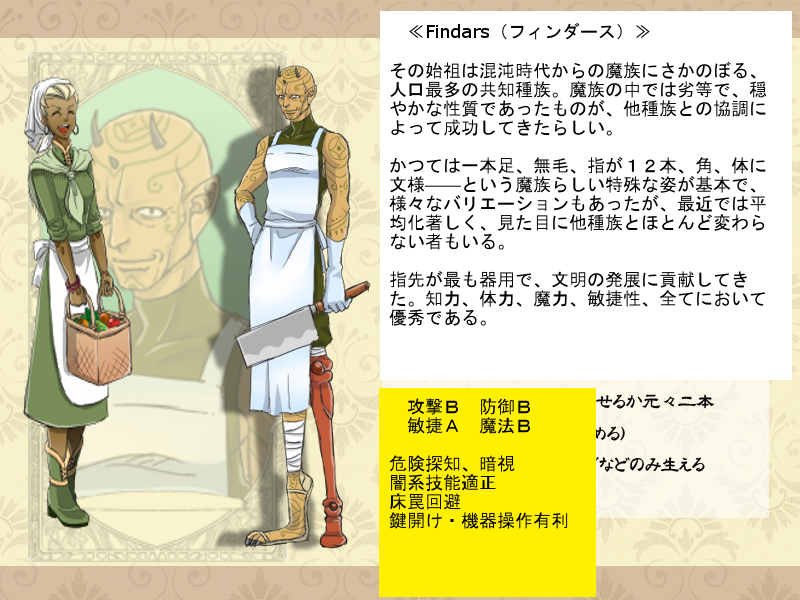 ≪Findars（フィンダース）≫
その始祖は混沌時代からの魔族にさかのぼる、
人口最多の共知種族。魔族の中では劣等で、穏
やかな性質であったものが、他種族との協調に
よって成功してきたらしい。
かつては一本足、無毛、指が１２本、角、体に
文様――という魔族らしい特殊な姿が基本で、
様々なバリエーションもあったが、最近では平
均化著しく、見た目に他種族とほとんど変わら
ない者もいる。
指先が最も器用で、文明の発展に貢献してき
た。知力、体力、魔力、敏捷性、全てにおいて
優秀である。
せるか元々二本
める)
などのみ生える
攻撃Ｂ　防御Ｂ
敏捷Ａ　魔法Ｂ
危険探知、暗視
闇系技能適正
床罠回避
鍵開け・機器操作有利